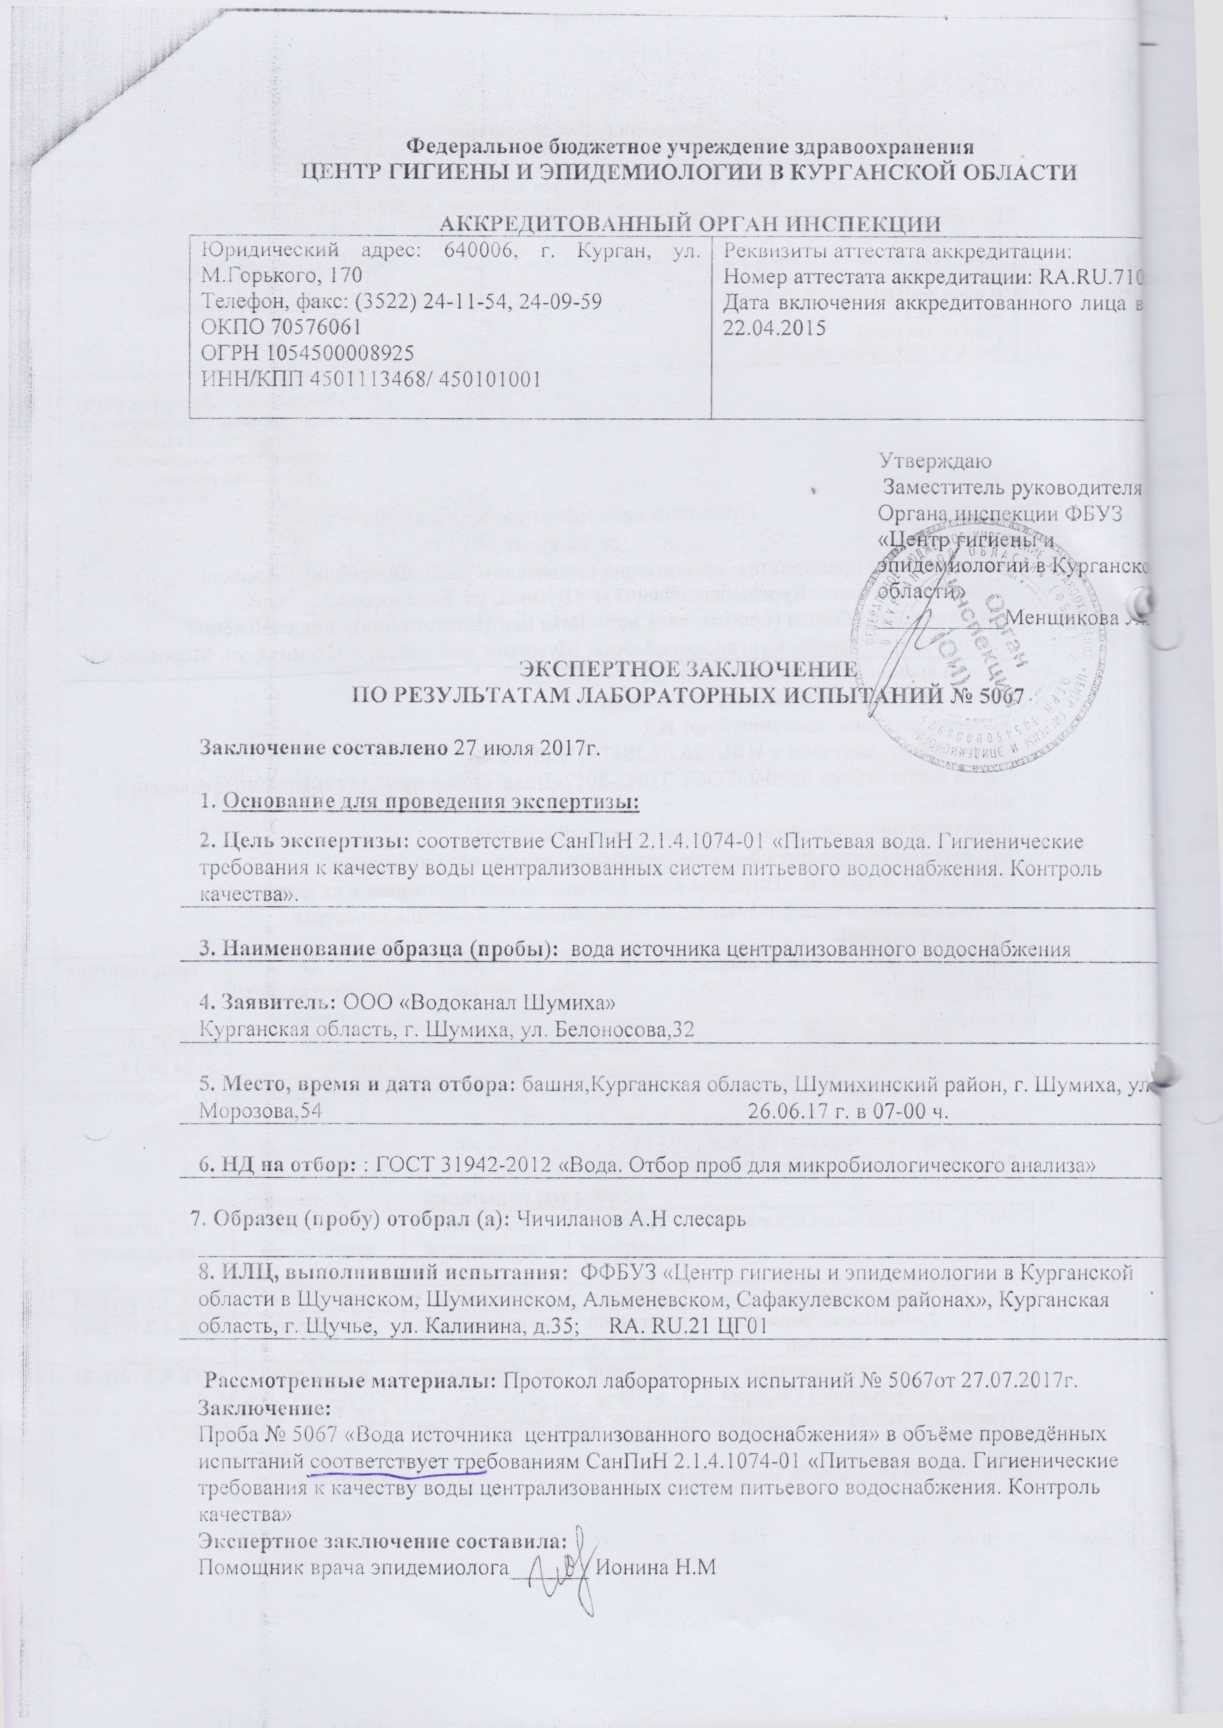 Федеральное бюджетное учреждение здравоохранения
ЦЕНТР ГИГИЕНЫ И ЭПИДЕМИОЛОГИИ В КУРГАНСКОЙ ОБЛАСТИ
АККРЕДИТОВАННЫЙ ОРГАН ИНСПЕКЦИИ
Юридический адрес: 640006, г. Курган, ул.
М.Горького, 170
Телефон, факс: (3522) 24-11-54, 24-09-59
ОКПО 70576061
ОГРН 1054500008925
ИНН/КПП 4501113468/ 450101001
Реквизиты аттестата аккредитации:
Номер аттестата аккредитации: RA.RU.710
Дата включения аккредитованного лица в
22.04.2015
Утверждаю
Заместитель руководителя
Органа инспекции ФБУЗ
«Центр гигиены и
эпидемиологии в Курганско
области»
Менщикова
Орган
инспекции
(ОИ)
ЭКСПЕРТНОЕ ЗАКЛЮЧЕНИЕ
ПО РЕЗУЛЬТАТАМ ЛАБОРАТОРНЫХ ИСПЫТАНИЙ № 5067
Заключение составлено 27 июля 2017г.
1. Основание для проведения экспертизы:
2. Цель экспертизы: соответствие СанПиН 2.1.4.1074-01 «Питьевая вода. Гигиенические
требования к качеству воды централизованных систем питьевого водоснабжения. Контроль
качества».
3. Наименование образца (пробы): вода источника централизованного водоснабжения
4. Заявитель: ООО «Водоканал Шумиха»
Курганская область, г. Шумиха, ул. Белоносова,32
5. Место, время и дата отбора: башня,Курганская область, Шумихинский район, г. Шумиха, ул
Морозова,54 26.06.17 г. в 07-00 ч.
6. НД на отбор: : ГОСТ 31942-2012 «Вода. Отбор проб для микробиологического анализа»
7. Образец (пробу) отобрал (а): Чичиланов А.Н слесарь
8. ИЛЦ, выполнивший испытания: ФФБУЗ «Центр гигиены и эпидемиологии в Курганской
области в Щучанском, Шумихинском, Альменевском, Сафакулевском районах», Курганская
область, г. Щучье, ул. Калинина, д.35; RA. RU.21 ЦГ01
Рассмотренные материалы: Протокол лабораторных испытаний № 5067от 27.07.2017г.
Заключение:
Проба № 5067 «Вода источника централизованного водоснабжения» в объёме проведённых
испытаний соответствует требованиям СанПиН 2.1.4.1074-01 «Питьевая вода. Гигиенические
требования к качеству воды централизованных систем питьевого водоснабжения. Контроль
качества»
Экспертное заключение составила:
Помощник врача эпидемиолога Ионина Н.М